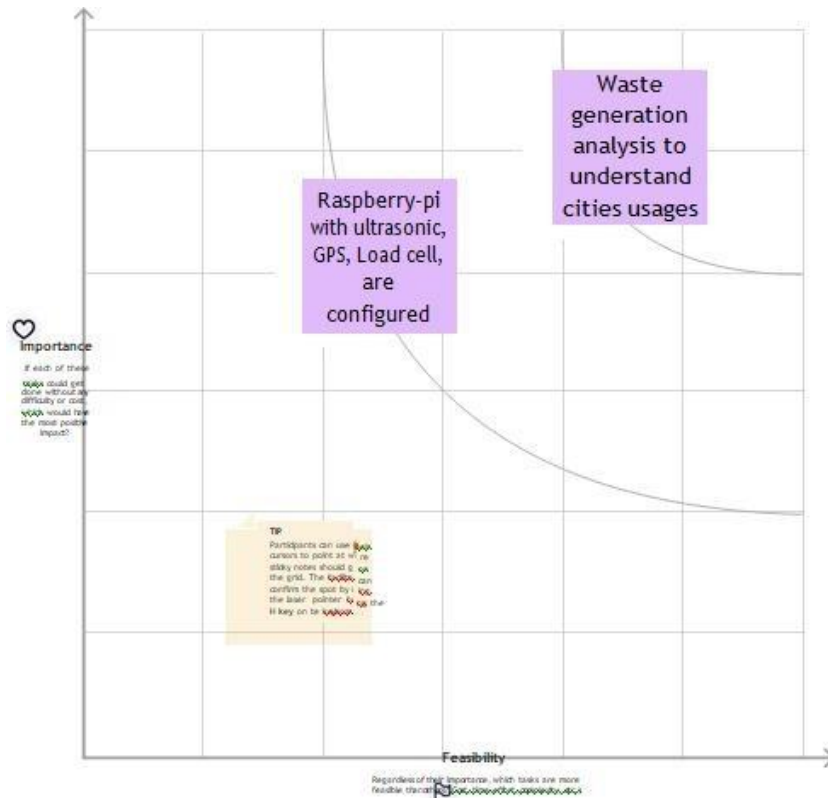 Waste
generation
analysis to
understand
cities usages
Raspberry-pi
with ultrasonic,
GPS, Load cell,
are
configured
Importance
If each of these
could get
done without any
difficulty or cost,
which would have
the most positive
impact?
TIP
Participants can use
cursors to point at
sticky notes should
the grid. The
confirm the spot by
the laser pointer
the
H key on
Feasibility
Regardless of their importance, which tasks are more
feasible than